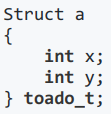 Struct a
{
    int x;
    int y;
} toado_t;